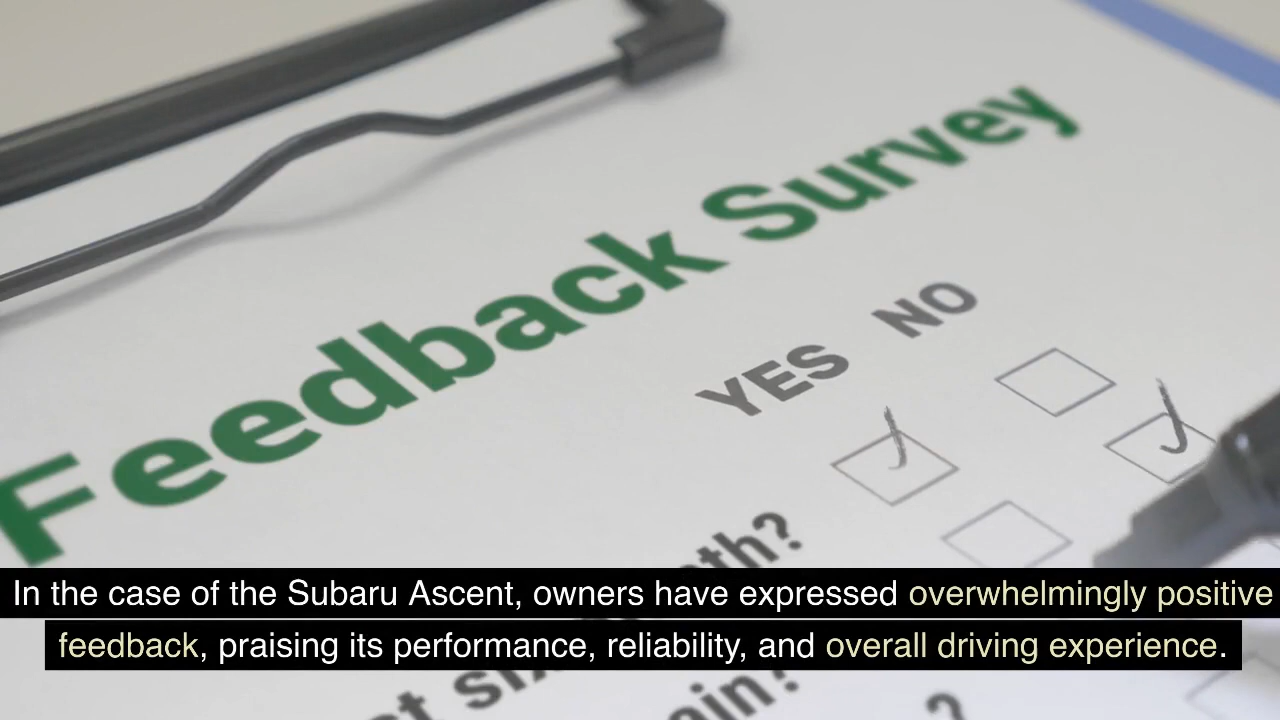 Feedback Survey
YES NO
In the case of the Subaru Ascent, owners have expressed overwhelmingly positive
feedback, praising its performance, reliability, and overall driving experience.
?